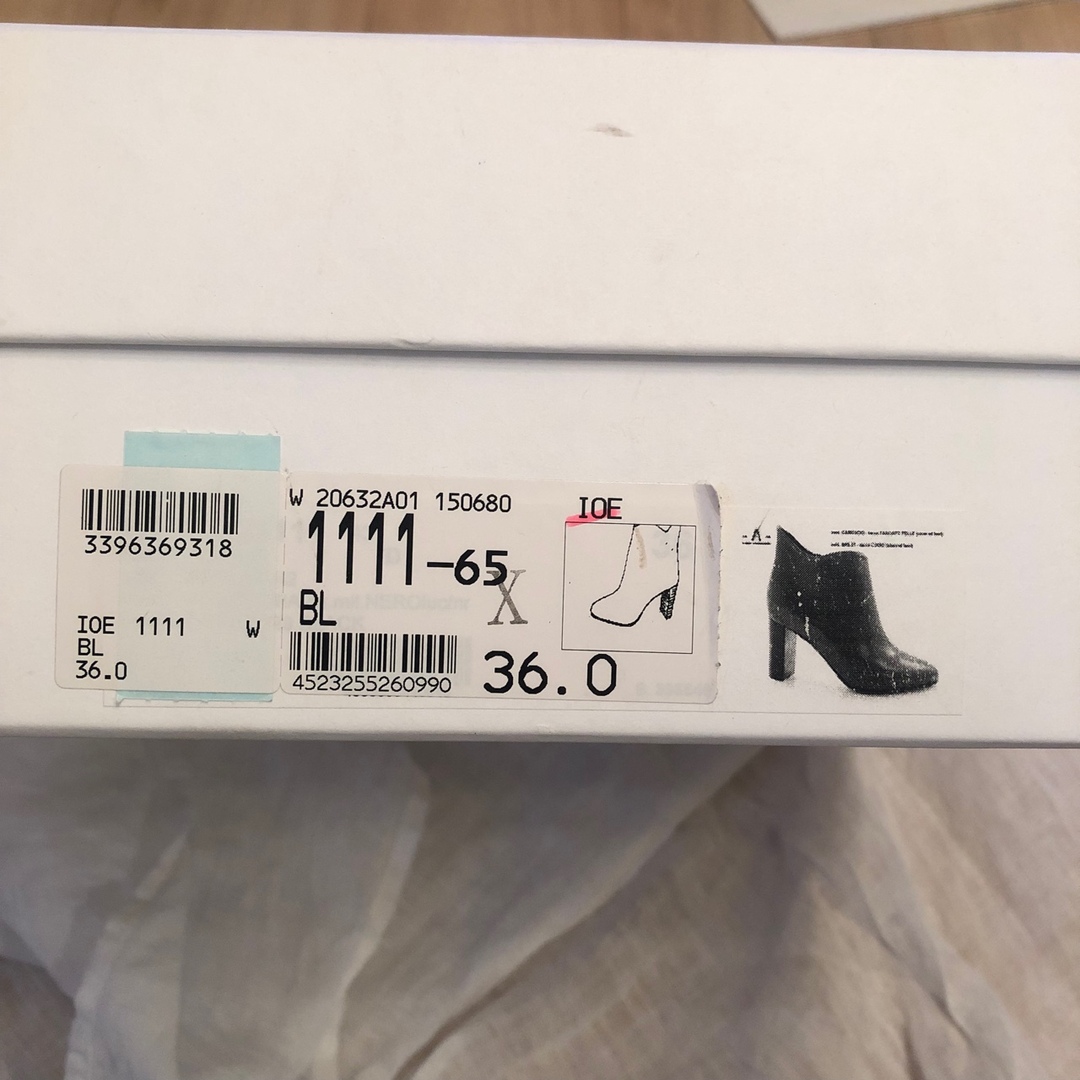 3396369318
IOE 1111 W
BL
36.0
W 20632A01 150680
1111-65
X
BL
4523255260990
36.0
IOE
-A-